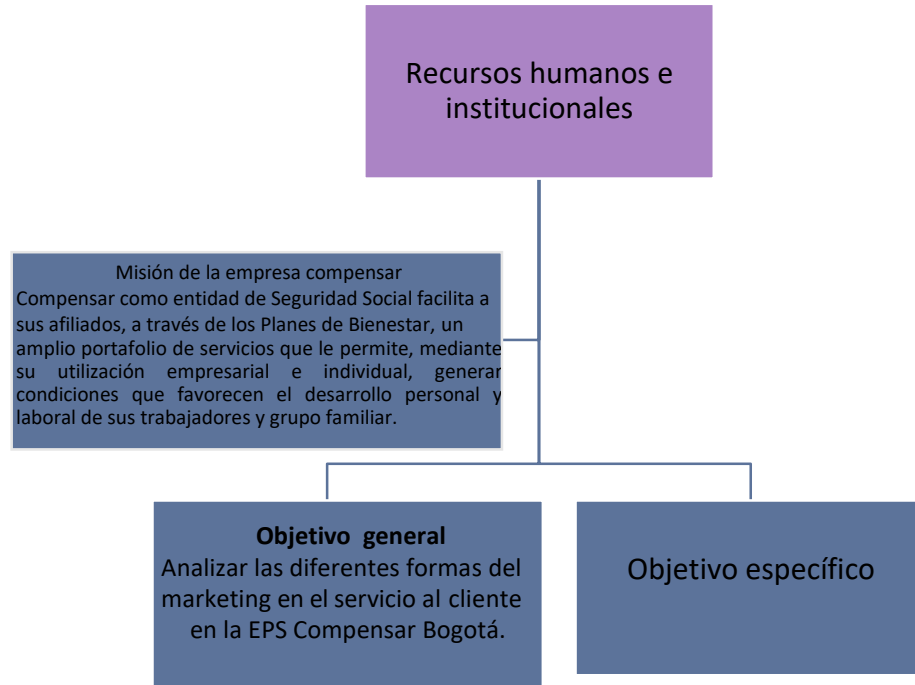 Recursos humanos e
institucionales
Misión de la empresa compensar
Compensar como entidad de Seguridad Social facilita a
sus afiliados, a través de los Planes de Bienestar, un
amplio portafolio de servicios que le permite, mediante
su utilización empresarial e individual, generar
condiciones que favorecen el desarrollo personal y
laboral de sus trabajadores y grupo familiar.
Objetivo general
Analizar las diferentes formas del
marketing en el servicio al cliente
en la EPS Compensar Bogotá.
Objetivo específico